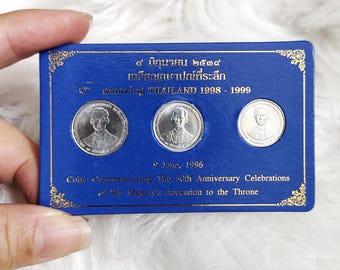 ๙ มิถุนายน ๒๕๓๙
เหรียญกษาปณ์ที่ระลึก
THAILAND 1998 - 1999
9 June, 1996
Coins Commemorating The 50th Anniversary Celebrations
of His Majesty's Accession to the Throne